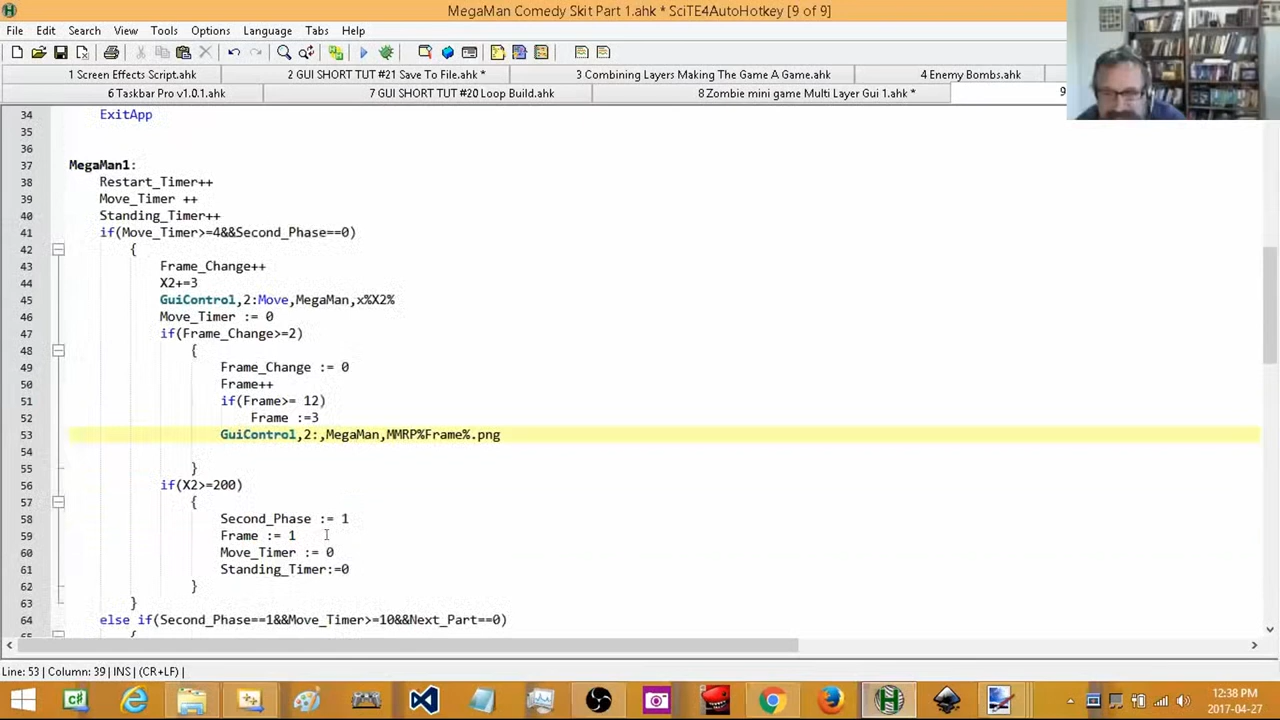 MegaMan Comedy Skit Part 1.ahk * SciTE4AutoHotkey [9 of 9]
File Edit Search View Tools Options Language Tabs Help
1 Screen Effects Script.ahk 2 GUI SHORT TUT #21 Save To File.ahk * 3 Combining Layers Making The Game A Game.ahk 4 Enemy Bombs.ahk
6 Taskbar Pro v1.0.1.ahk 7 GUI SHORT TUT #20 Loop Build.ahk 8 Zombie mini game Multi Layer Gui 1.ahk * 9
34 ExitApp
35
36
37 MegaMan1:
38 Restart_Timer++
39 Move_Timer ++
40 Standing_Timer++
41 if(Move_Timer>=4&&Second_Phase==0)
42 {
43 Frame_Change++
44 X2+=3
45 GuiControl,2:Move,MegaMan,x%X2%
46 Move_Timer := 0
47 if(Frame_Change>=2)
48 {
49 Frame_Change := 0
50 Frame++
51 if(Frame>= 12)
52 Frame :=3
53 GuiControl,2:,MegaMan,MMRP%Frame%.png
54
55 }
56 if(X2>=200)
57 {
58 Second_Phase := 1
59 Frame := 1
60 Move_Timer := 0
61 Standing_Timer:=0
62 }
63 }
64 else if(Second_Phase==1&&Move_Timer>=10&&Next_Part==0)
Line: 53 | Column: 39 | INS | (CR+LF) |
12:38 PM
2017-04-27